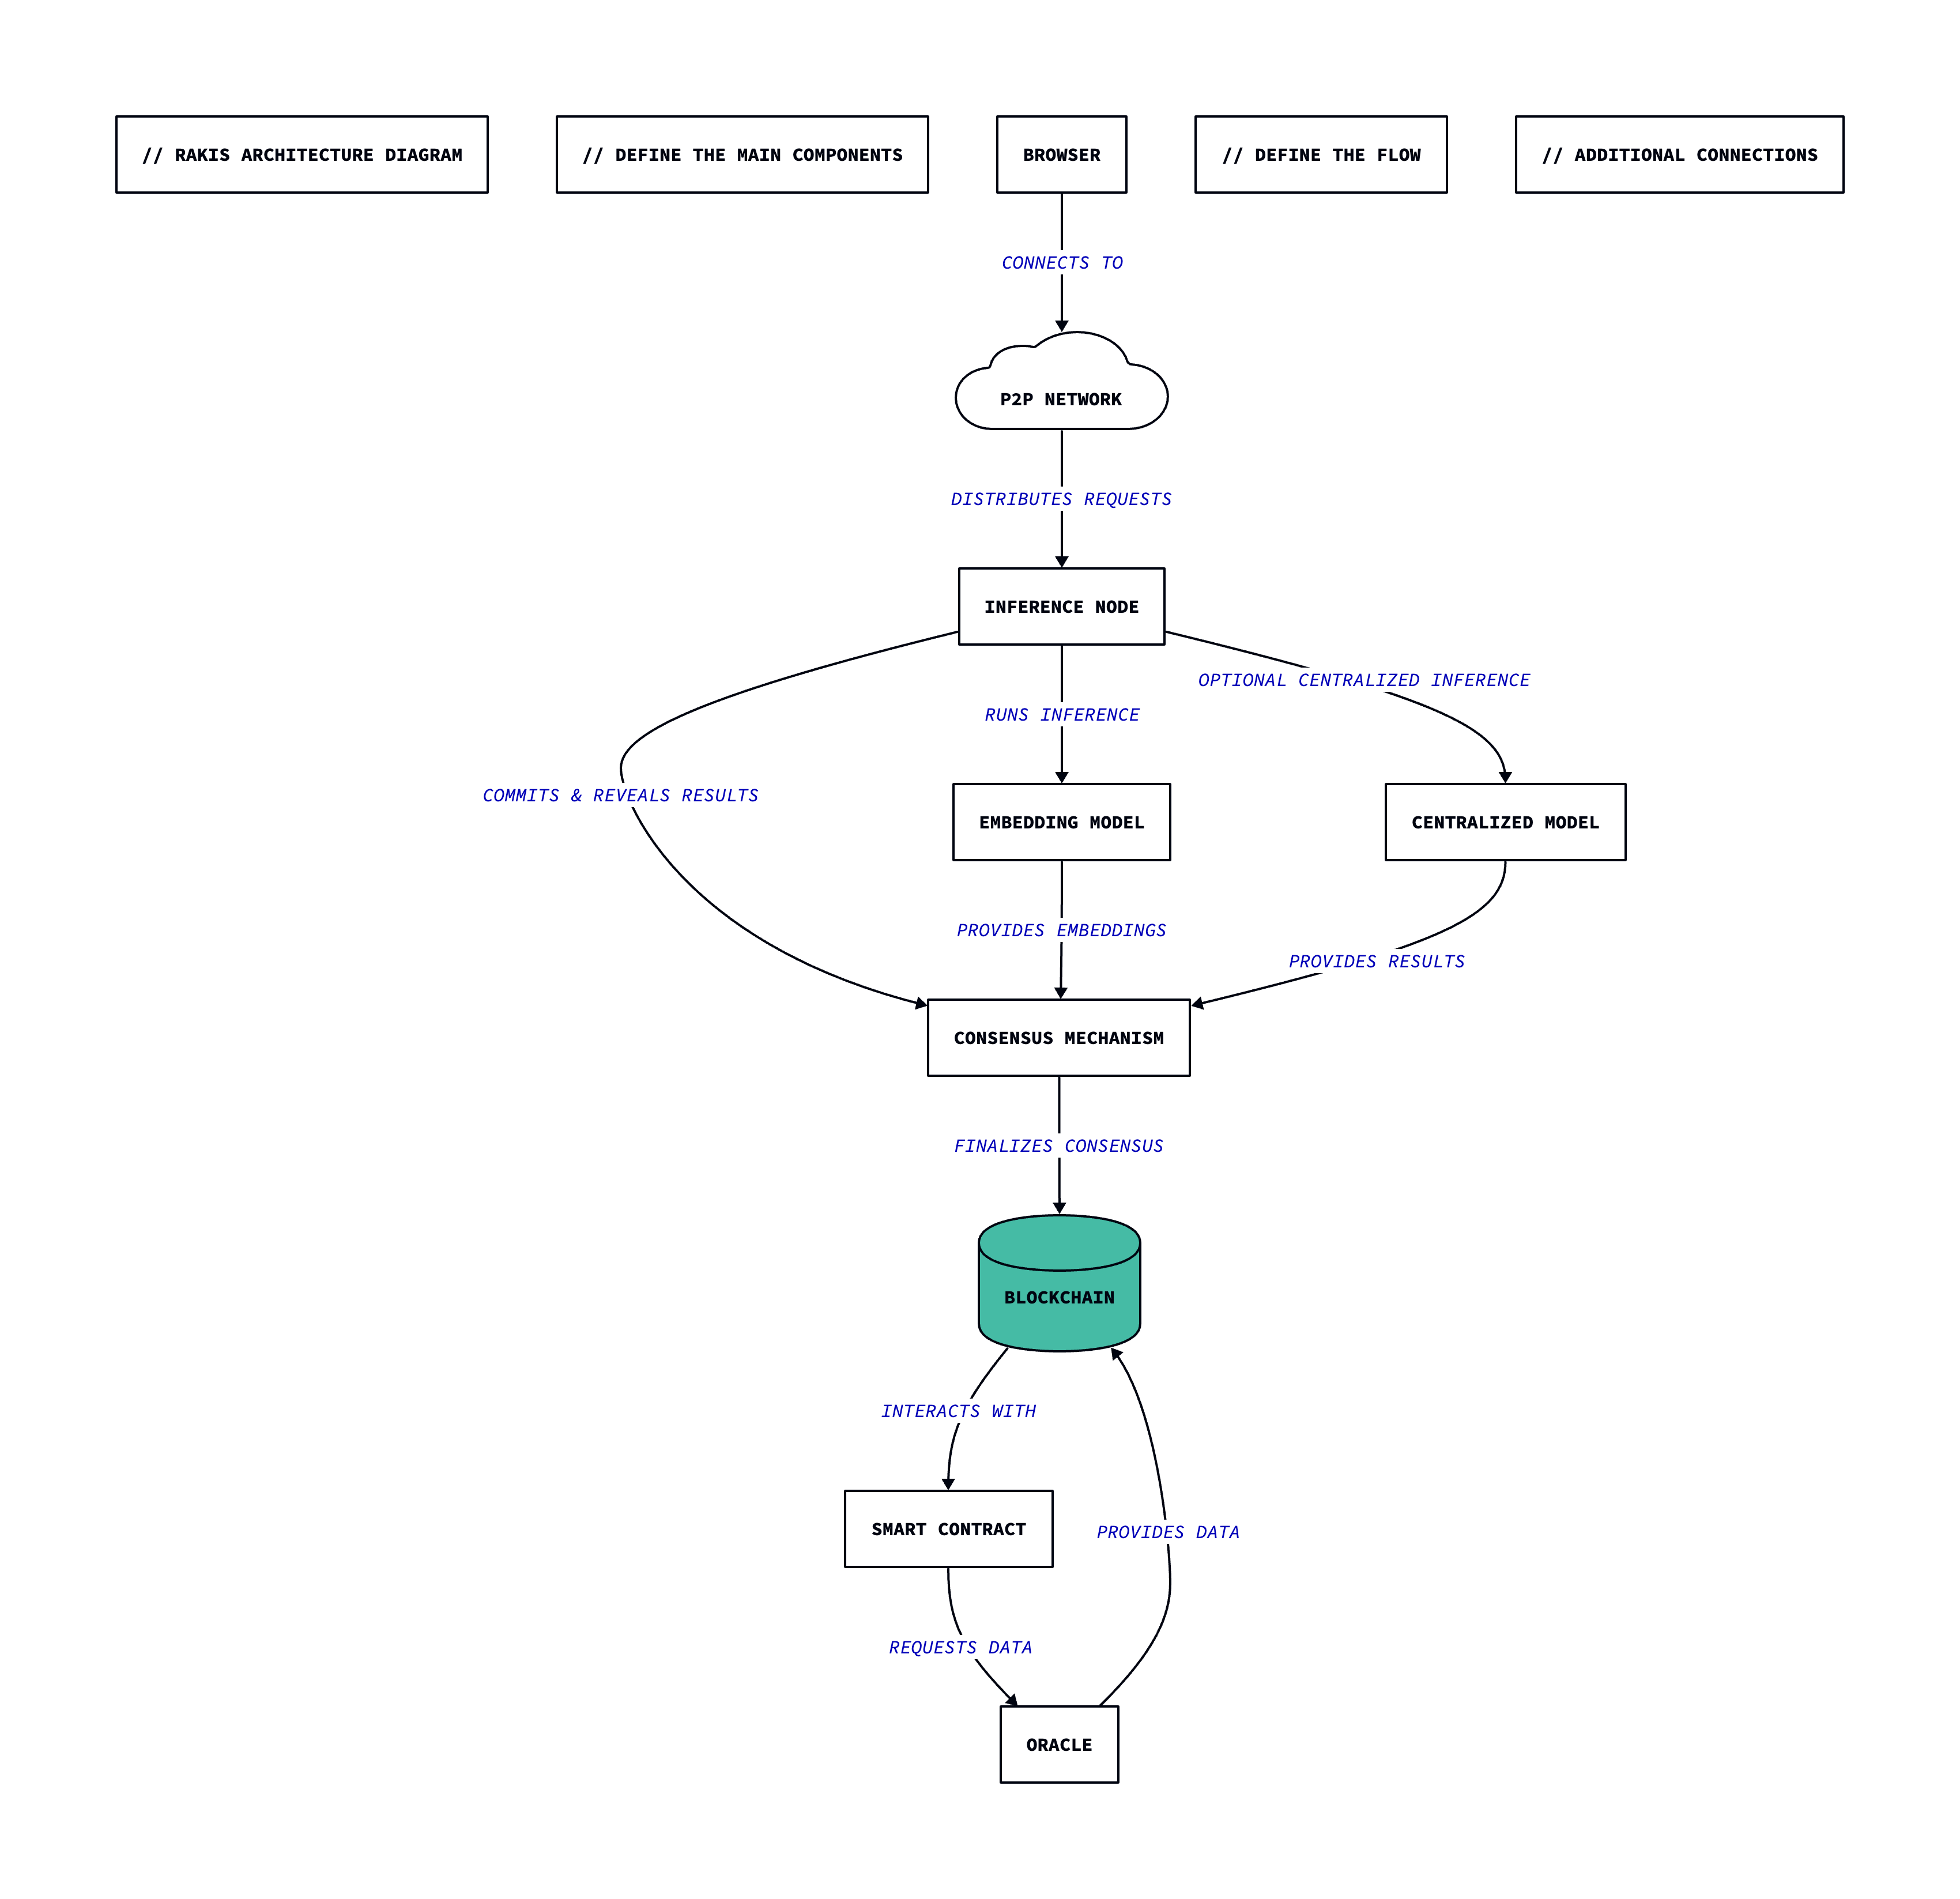 // RAKIS ARCHITECTURE DIAGRAM
// DEFINE THE MAIN COMPONENTS
BROWSER
// DEFINE THE FLOW
// ADDITIONAL CONNECTIONS
CONNECTS TO
P2P NETWORK
DISTRIBUTES REQUESTS
INFERENCE NODE
OPTIONAL CENTRALIZED INFERENCE
RUNS INFERENCE
COMMITS & REVEALS RESULTS
EMBEDDING MODEL
CENTRALIZED MODEL
PROVIDES EMBEDDINGS
PROVIDES RESULTS
CONSENSUS MECHANISM
FINALIZES CONSENSUS
BLOCKCHAIN
INTERACTS WITH
SMART CONTRACT
PROVIDES DATA
REQUESTS DATA
ORACLE